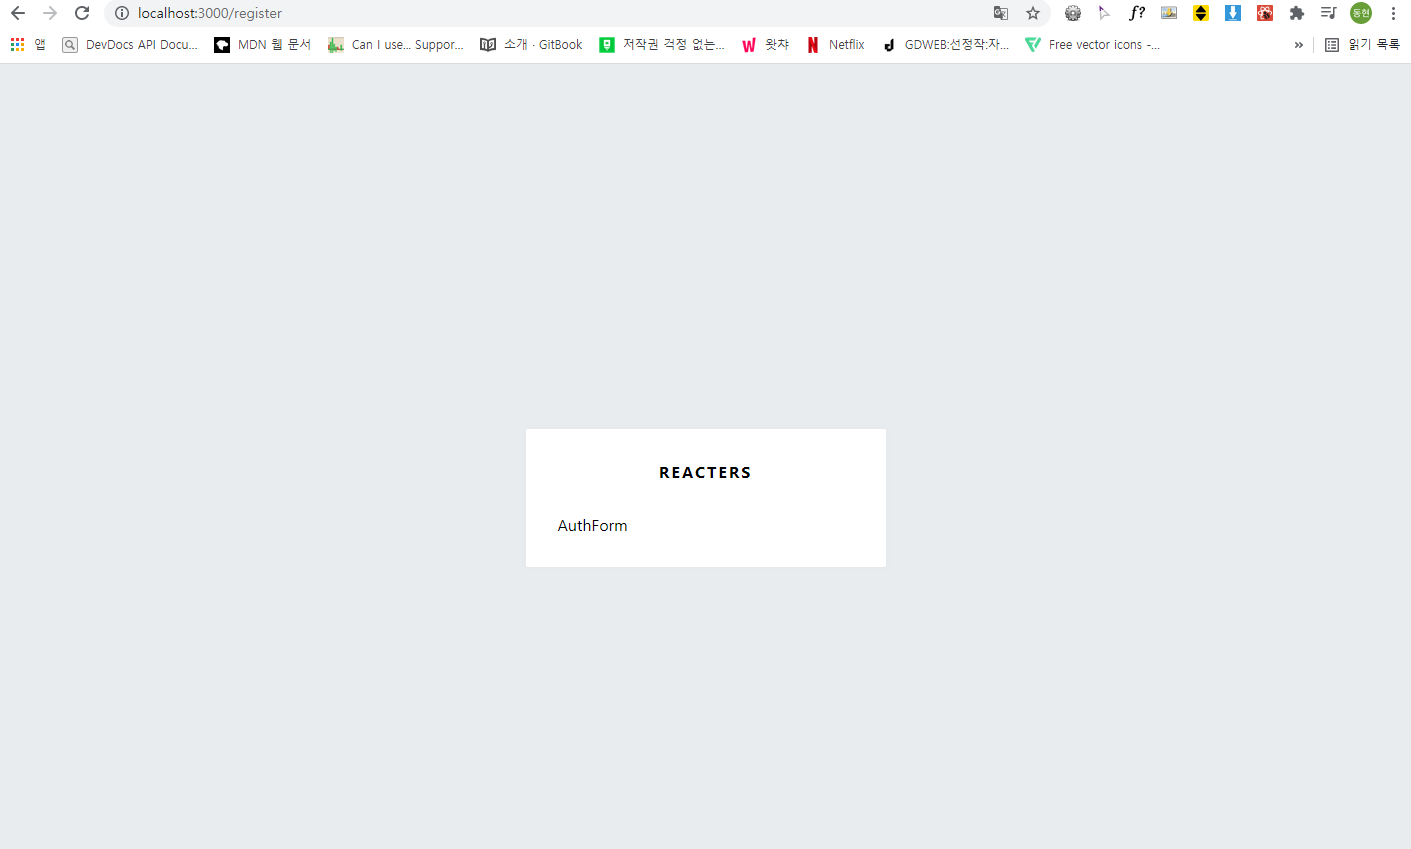 localhost:3000/register
f?
동현
앱
DevDocs API Docu...
MDN 웹 문서
Can I use... Suppor...
소개 · GitBook
저작권 걱정 없는...
왓챠
Netflix
GDWEB:선정작:자...
Free vector icons -...
»
읽기 목록
REACTERS
AuthForm